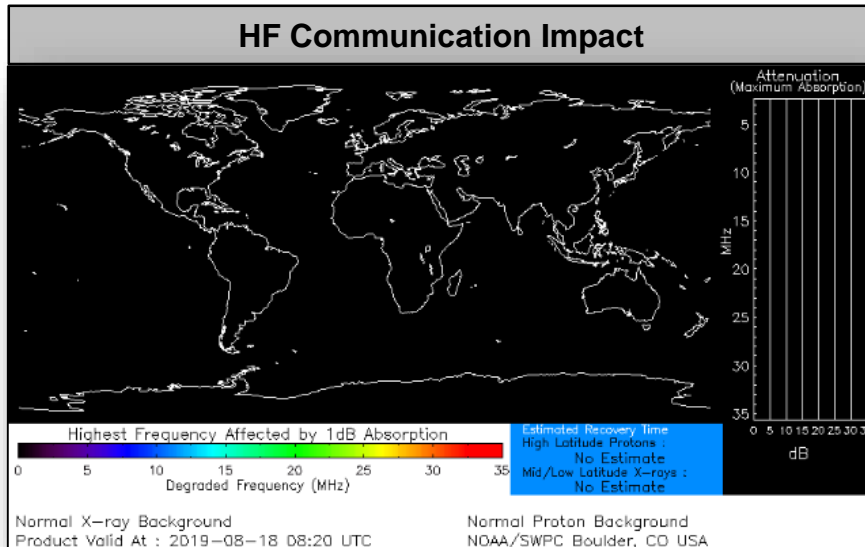 HF Communication Impact
Attenuation
(Maximum Absorption)
5
10
15
20
25
30
35
MHz
0 5 10 15 20 25 30 3
dB
Highest Frequency Affected by 1dB Absorption
0 5 10 15 20 25 30 35
Degraded Frequency (MHz)
Estimated Recovery Time
High Latitude Protons :
No Estimate
Mid/Low Latitude X-rays :
No Estimate
Normal X-ray Background
Normal Proton Background
Product Valid At : 2019-08-18 08:20 UTC
NOAA/SWPC Boulder, CO USA